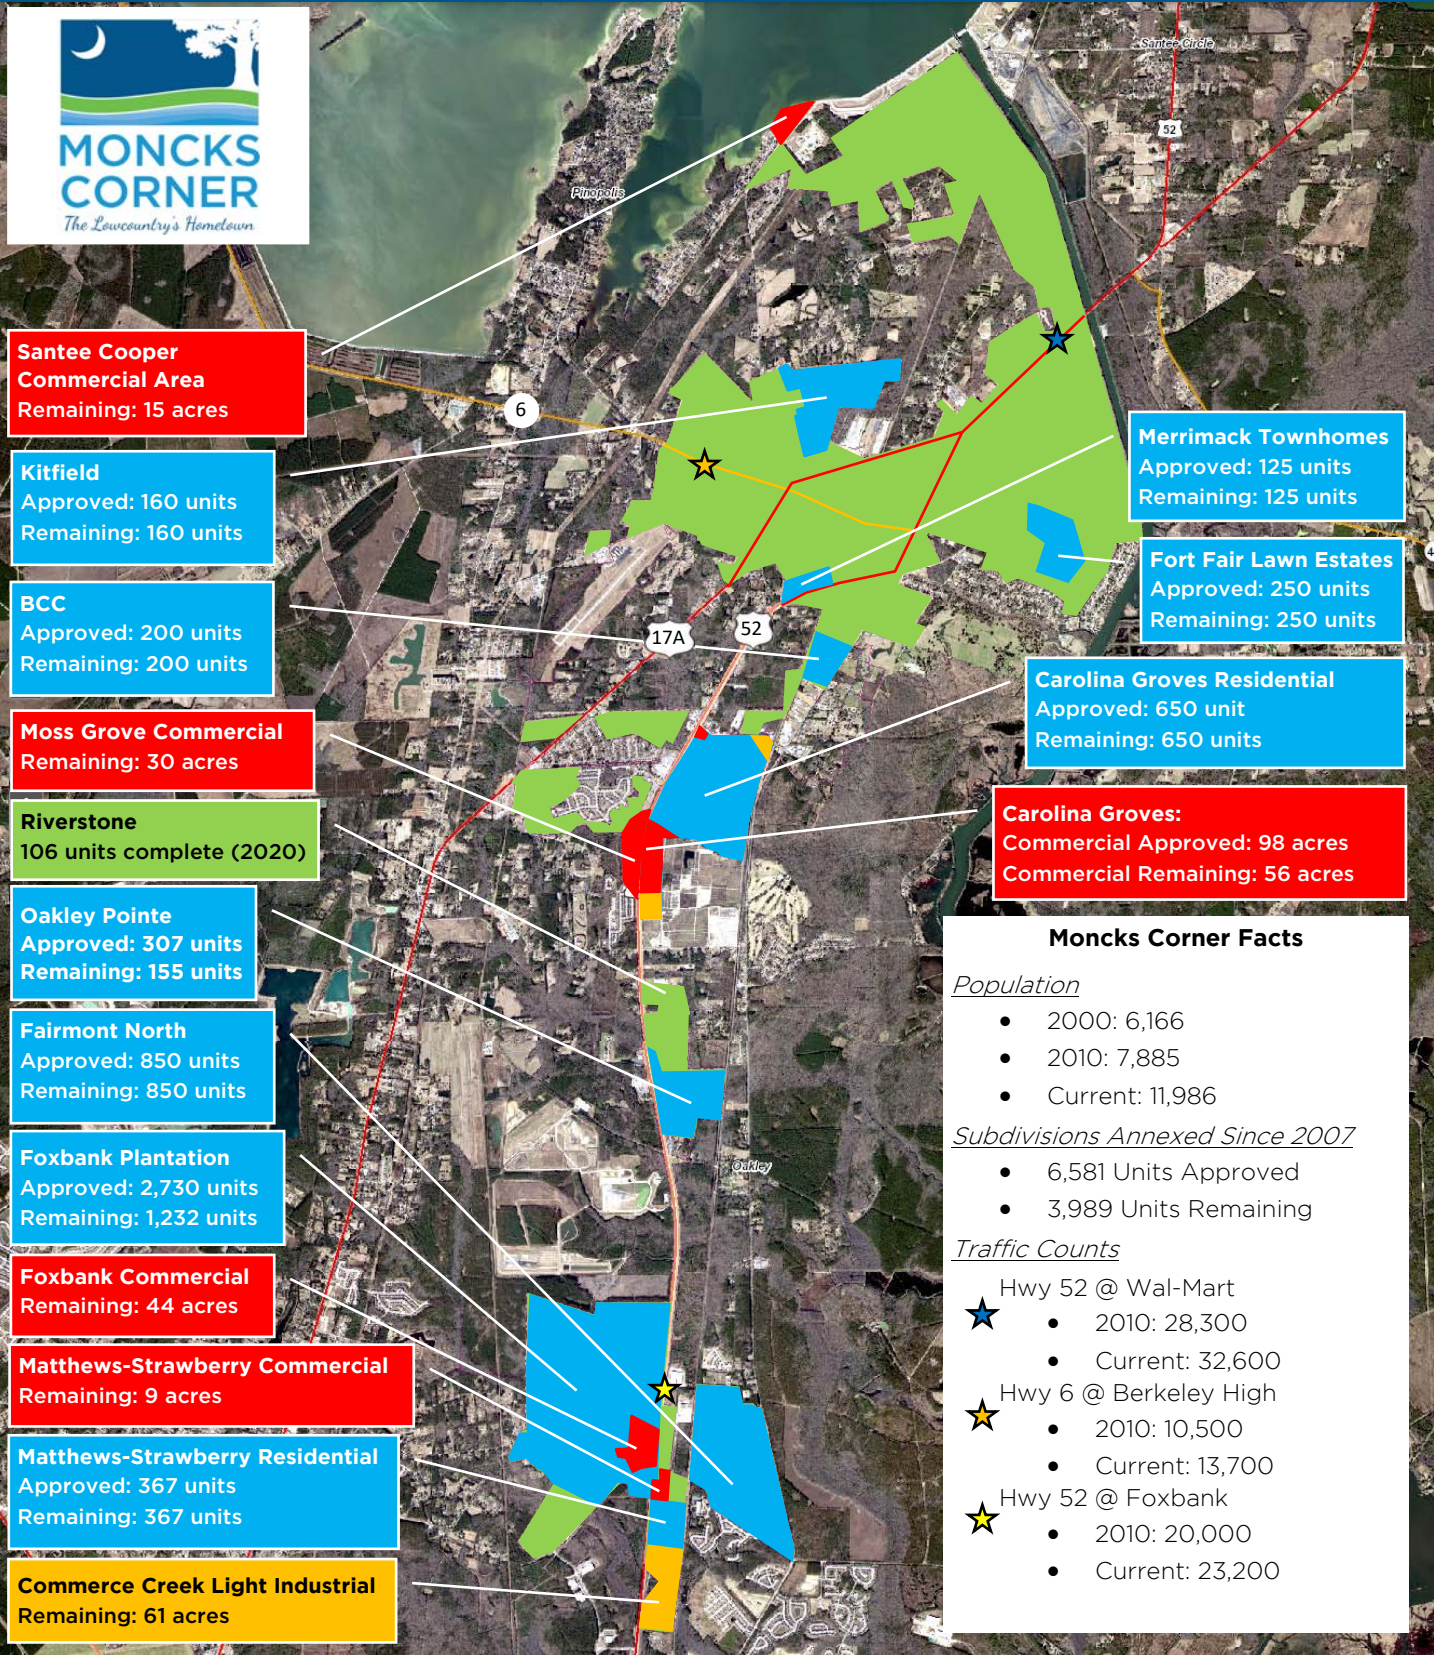 MONCKS
CORNER
The Lowcountry's Hometown
Santee Circle
52
Pinopolis
Santee Cooper
Commercial Area
Remaining: 15 acres
6
Kitfield
Approved: 160 units
Remaining: 160 units
Merrimack Townhomes
Approved: 125 units
Remaining: 125 units
Fort Fair Lawn Estates
Approved: 250 units
Remaining: 250 units
BCC
Approved: 200 units
Remaining: 200 units
17A
52
Carolina Groves Residential
Approved: 650 unit
Remaining: 650 units
Moss Grove Commercial
Remaining: 30 acres
Carolina Groves:
Commercial Approved: 98 acres
Commercial Remaining: 56 acres
Riverstone
106 units complete (2020)
Oakley Pointe
Approved: 307 units
Remaining: 155 units
Fairmont North
Approved: 850 units
Remaining: 850 units
Foxbank Plantation
Approved: 2,730 units
Remaining: 1,232 units
Oakley
Foxbank Commercial
Remaining: 44 acres
Matthews-Strawberry Commercial
Remaining: 9 acres
Matthews-Strawberry Residential
Approved: 367 units
Remaining: 367 units
Commerce Creek Light Industrial
Remaining: 61 acres
Moncks Corner Facts
Population
• 2000: 6,166
• 2010: 7,885
• Current: 11,986
Subdivisions Annexed Since 2007
• 6,581 Units Approved
• 3,989 Units Remaining
Traffic Counts
Hwy 52 @ Wal-Mart
• 2010: 28,300
• Current: 32,600
Hwy 6 @ Berkeley High
• 2010: 10,500
• Current: 13,700
Hwy 52 @ Foxbank
• 2010: 20,000
• Current: 23,200